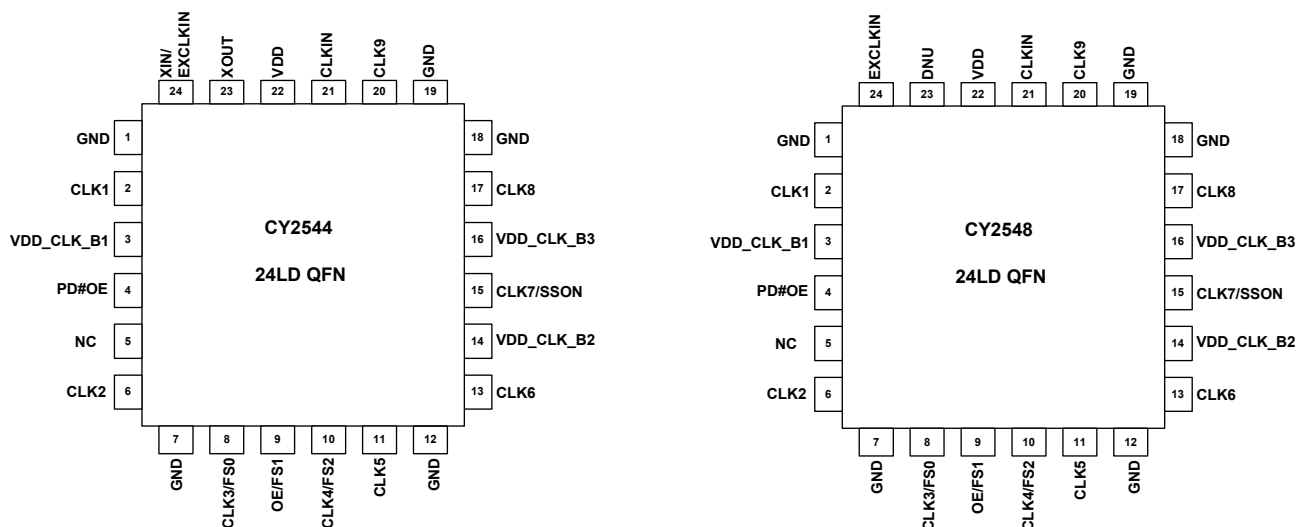 XIN/
EXCLKIN
XOUT
VDD
CLKIN
CLK9
GND
24
23
22
21
20
19
GND
1
18
GND
CLK1
2
17
CLK8
VDD_CLK_B1
3
CY2544
16
VDD_CLK_B3
PD#OE
4
24LD QFN
15
CLK7/SSON
NC
5
14
VDD_CLK_B2
CLK2
6
13
CLK6
7
8
9
10
11
12
GND
CLK3/FS0
OE/FS1
CLK4/FS2
CLK5
GND
EXCLKIN
DNU
VDD
CLKIN
CLK9
GND
24
23
22
21
20
19
GND
1
18
GND
CLK1
2
17
CLK8
VDD_CLK_B1
3
CY2548
16
VDD_CLK_B3
PD#OE
4
24LD QFN
15
CLK7/SSON
NC
5
14
VDD_CLK_B2
CLK2
6
13
CLK6
7
8
9
10
11
12
GND
CLK3/FS0
OE/FS1
CLK4/FS2
CLK5
GND